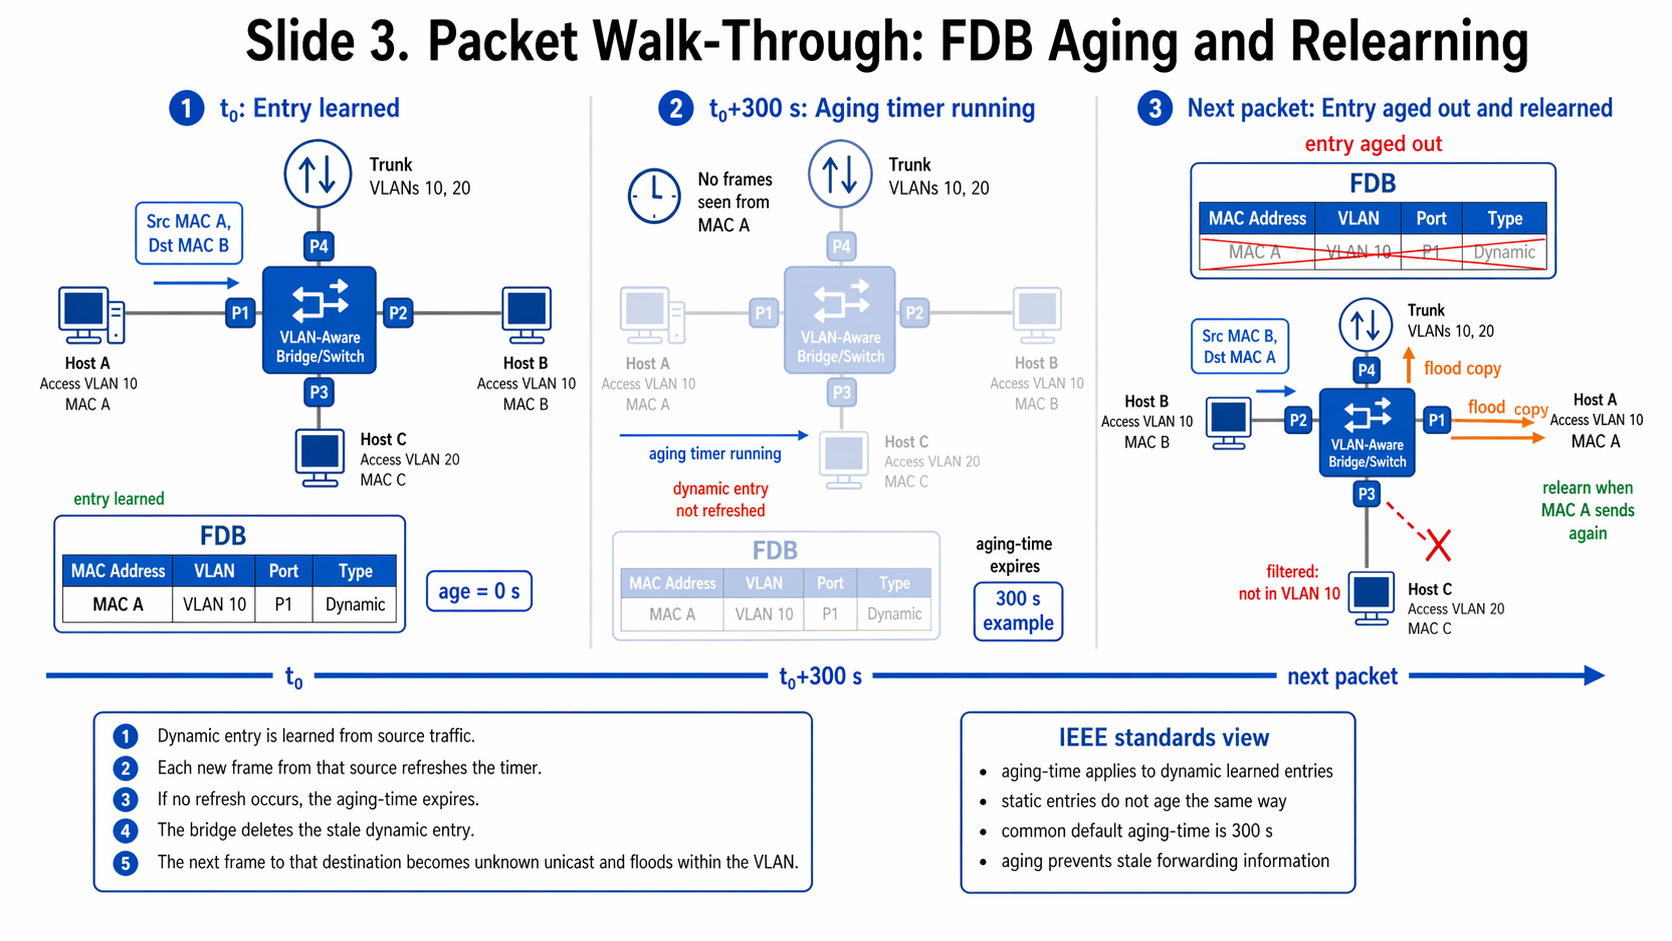 Slide 3. Packet Walk-Through: FDB Aging and Relearning
1 t₀: Entry learned
Trunk
VLANs 10, 20
Src MAC A,
Dst MAC B
P4
P1
P2
VLAN-Aware
Bridge/Switch
P3
Host A
Access VLAN 10
MAC A
Host B
Access VLAN 10
MAC B
Host C
Access VLAN 20
MAC C
entry learned
FDB
MAC Address VLAN Port Type
MAC A VLAN 10 P1 Dynamic
age = 0 s
2 t₀+300 s: Aging timer running
No frames
seen from
MAC A
Trunk
VLANs 10, 20
P4
P1
P2
VLAN-Aware
Bridge/Switch
P3
Host A
Access VLAN 10
MAC A
Host B
Access VLAN 10
MAC B
aging timer running
Host C
Access VLAN 20
MAC C
dynamic entry
not refreshed
FDB
MAC Address VLAN Port Type
MAC A VLAN 10 P1 Dynamic
aging-time
expires
300 s
example
3 Next packet: Entry aged out and relearned
entry aged out
FDB
MAC Address VLAN Port Type
MAC A VLAN 10 P1 Dynamic
Trunk
VLANs 10, 20
Src MAC B,
Dst MAC A
P4
flood copy
Host B
Access VLAN 10
MAC B
P2
VLAN-Aware
Bridge/Switch
P1
flood copy
Host A
Access VLAN 10
MAC A
P3
relearn when
MAC A sends
again
filtered:
not in VLAN 10
Host C
Access VLAN 20
MAC C
t₀
t₀+300 s
next packet
1 Dynamic entry is learned from source traffic.
2 Each new frame from that source refreshes the timer.
3 If no refresh occurs, the aging-time expires.
4 The bridge deletes the stale dynamic entry.
5 The next frame to that destination becomes unknown unicast and floods within the VLAN.
IEEE standards view
• aging-time applies to dynamic learned entries
• static entries do not age the same way
• common default aging-time is 300 s
• aging prevents stale forwarding information